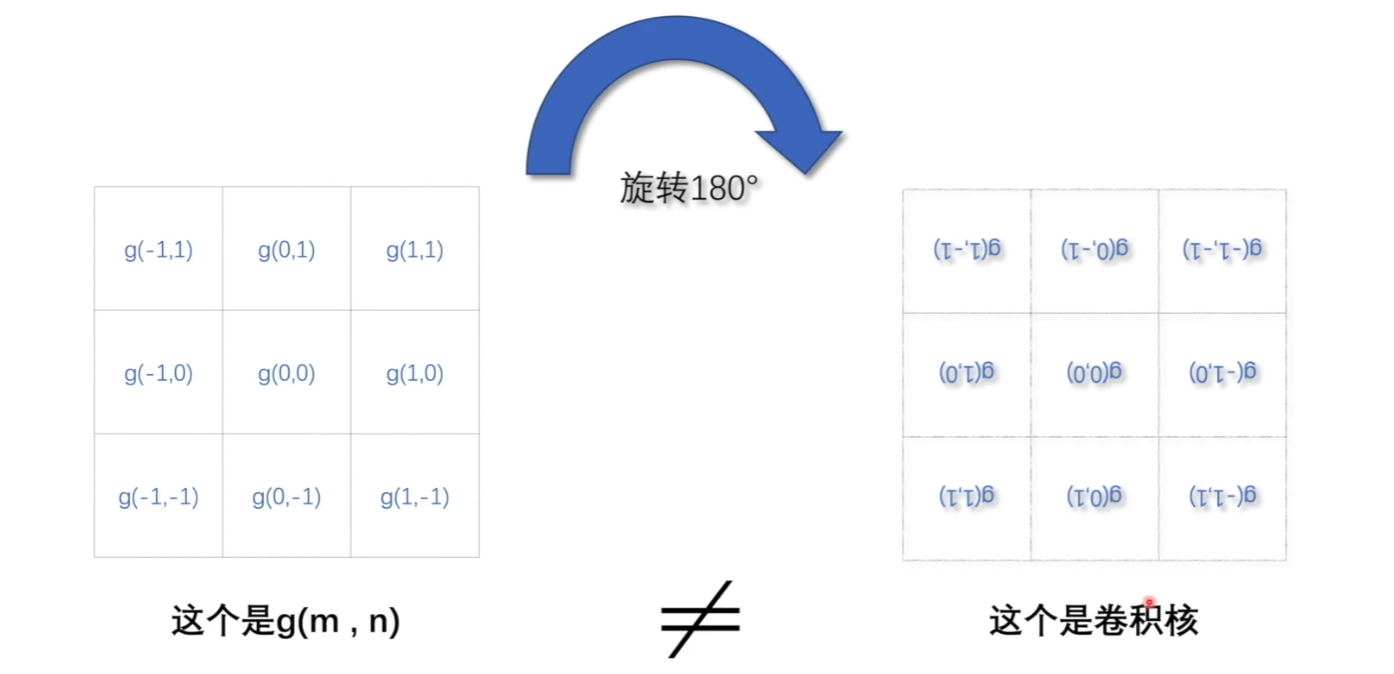 旋转180°
g(-1,1) g(0,1) g(1,1)
g(-1,0) g(0,0) g(1,0)
g(-1,-1) g(0,-1) g(1,-1)
g(1,-1) g(0,-1) g(-1,-1)
g(1,0) g(0,0) g(-1,0)
g(1,1) g(0,1) g(-1,1)
这个是g(m , n)
≠
这个是卷积核